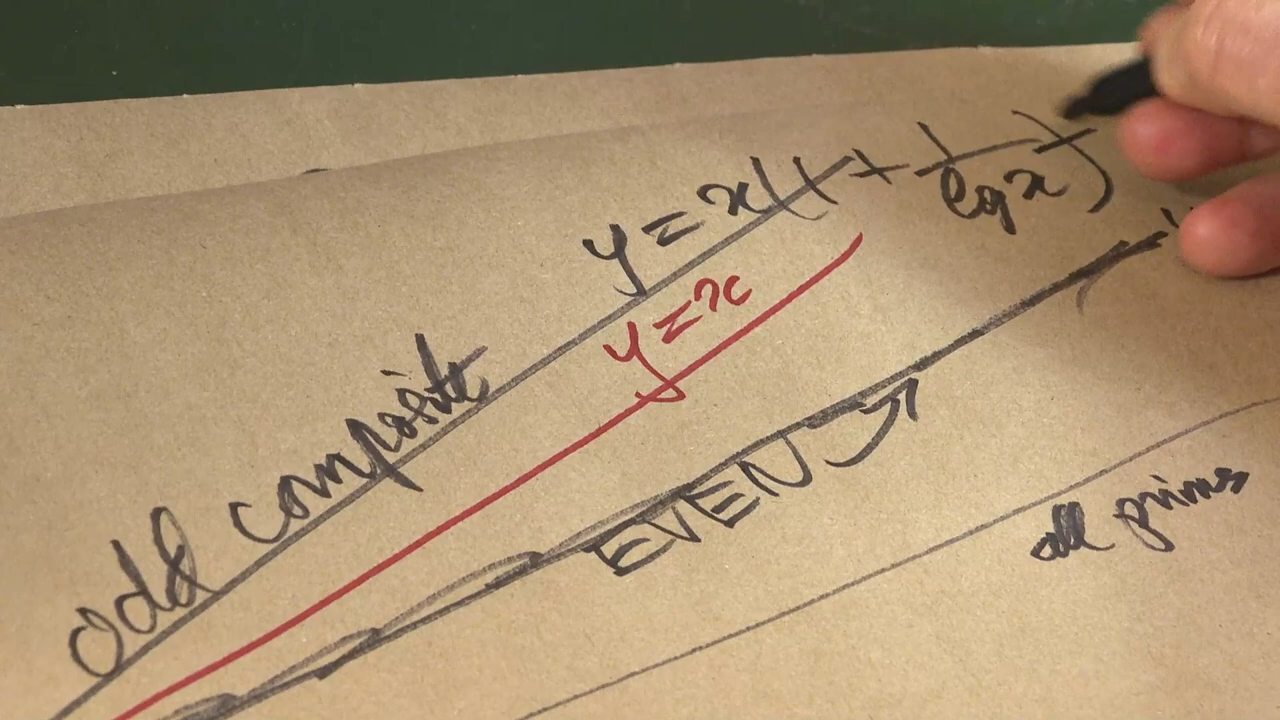 y = x(1 + 1/log x)
y = x
odd composite
EVEN
all primes